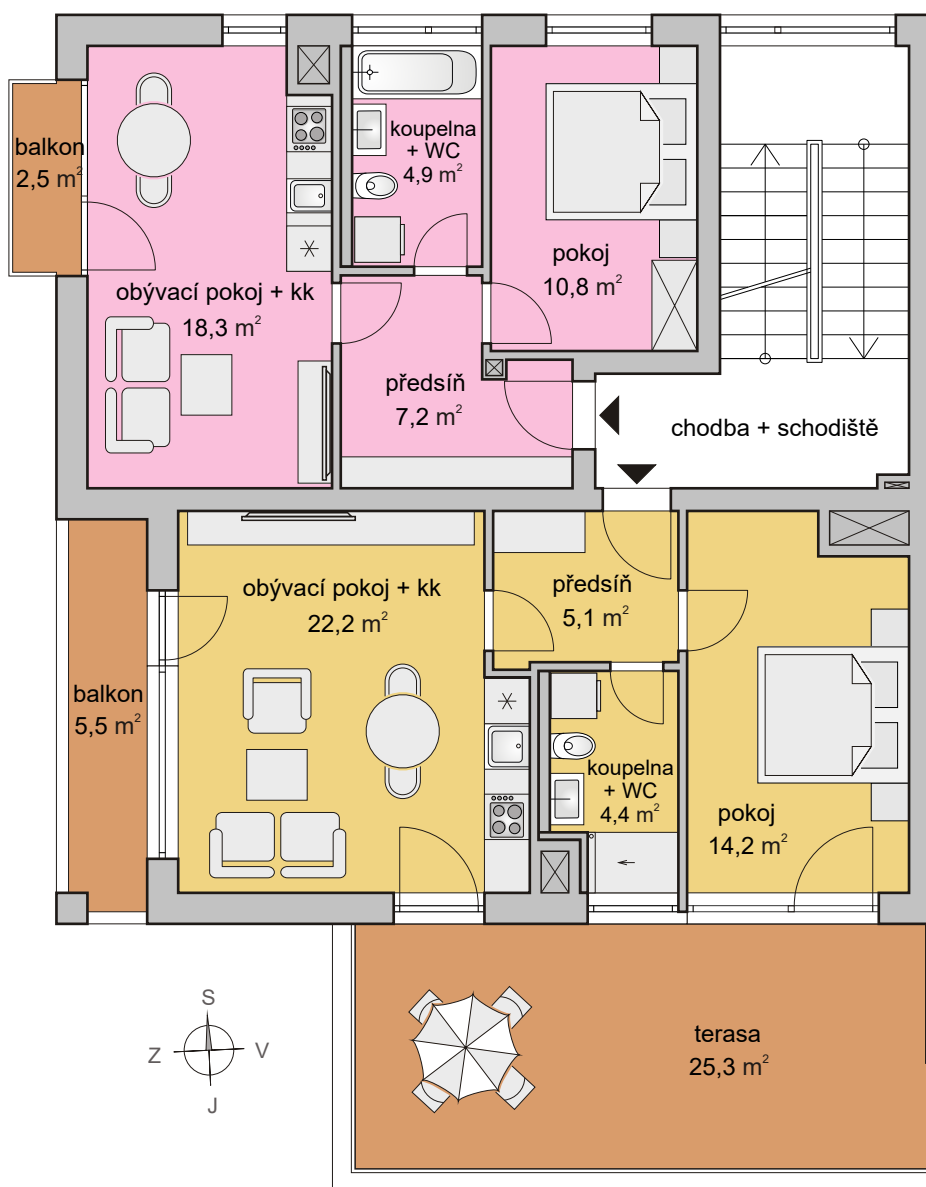 balkon
2,5 m²
obývací pokoj + kk
18,3 m²
koupelna
+ WC
4,9 m²
pokoj
10,8 m²
předsíň
7,2 m²
chodba + schodiště
balkon
5,5 m²
obývací pokoj + kk
22,2 m²
předsíň
5,1 m²
koupelna
+ WC
4,4 m²
pokoj
14,2 m²
S
Z V
J
terasa
25,3 m²